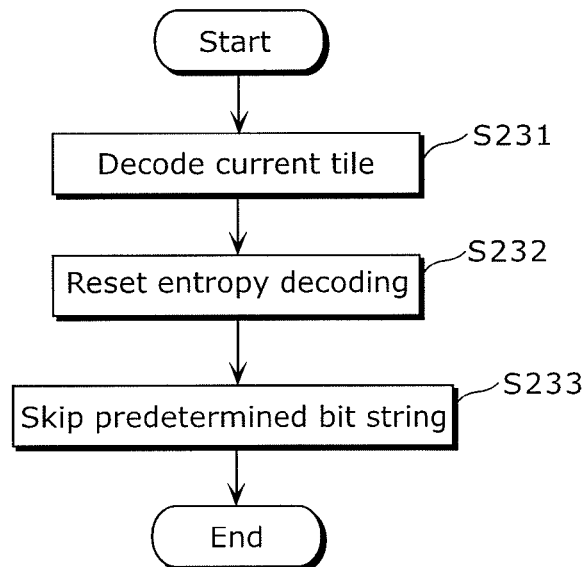 Start
Decode current tile
S231
Reset entropy decoding
S232
Skip predetermined bit string
S233
End